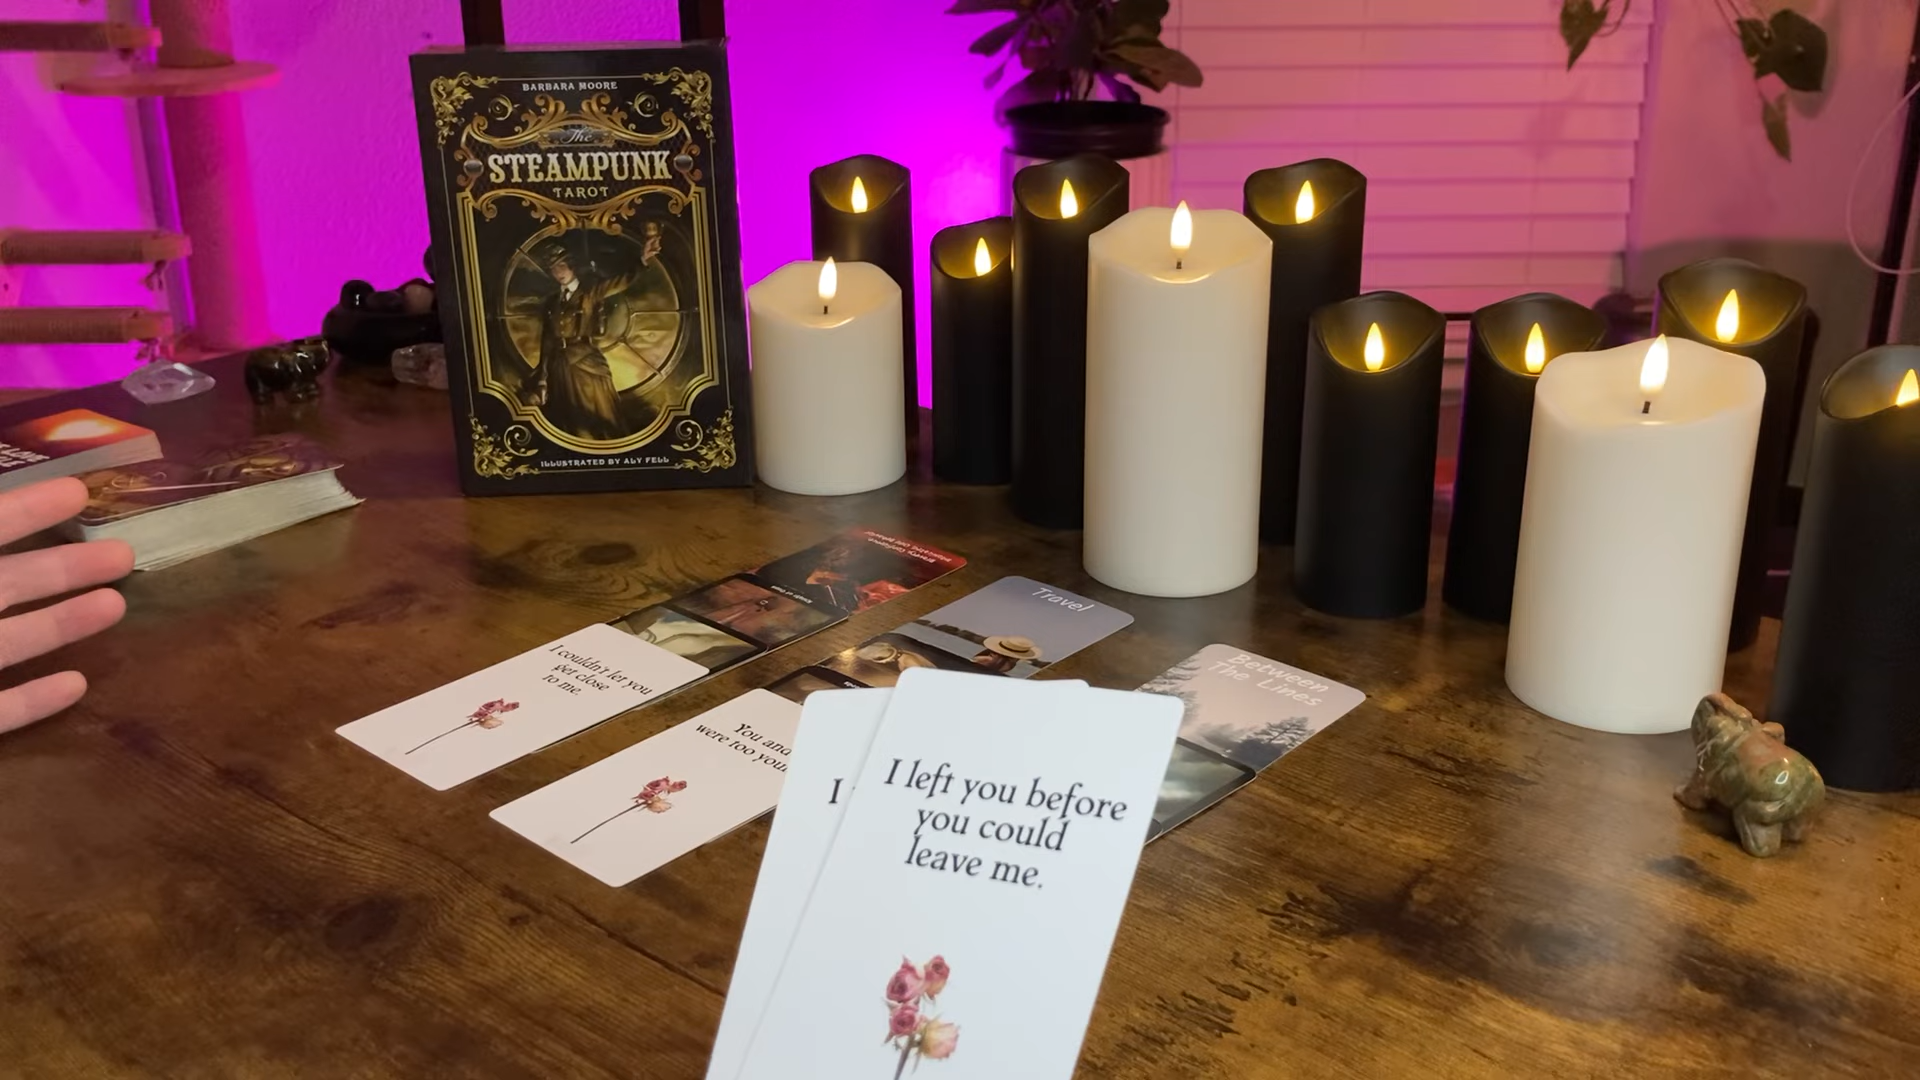 BARBARA MOORE
The
STEAMPUNK
TAROT
ILLUSTRATED BY ALY FELL
Travel
Between
The Lines
I couldn't let you
get close
to me.
You and
were too
I
I left you before
you could
leave me.